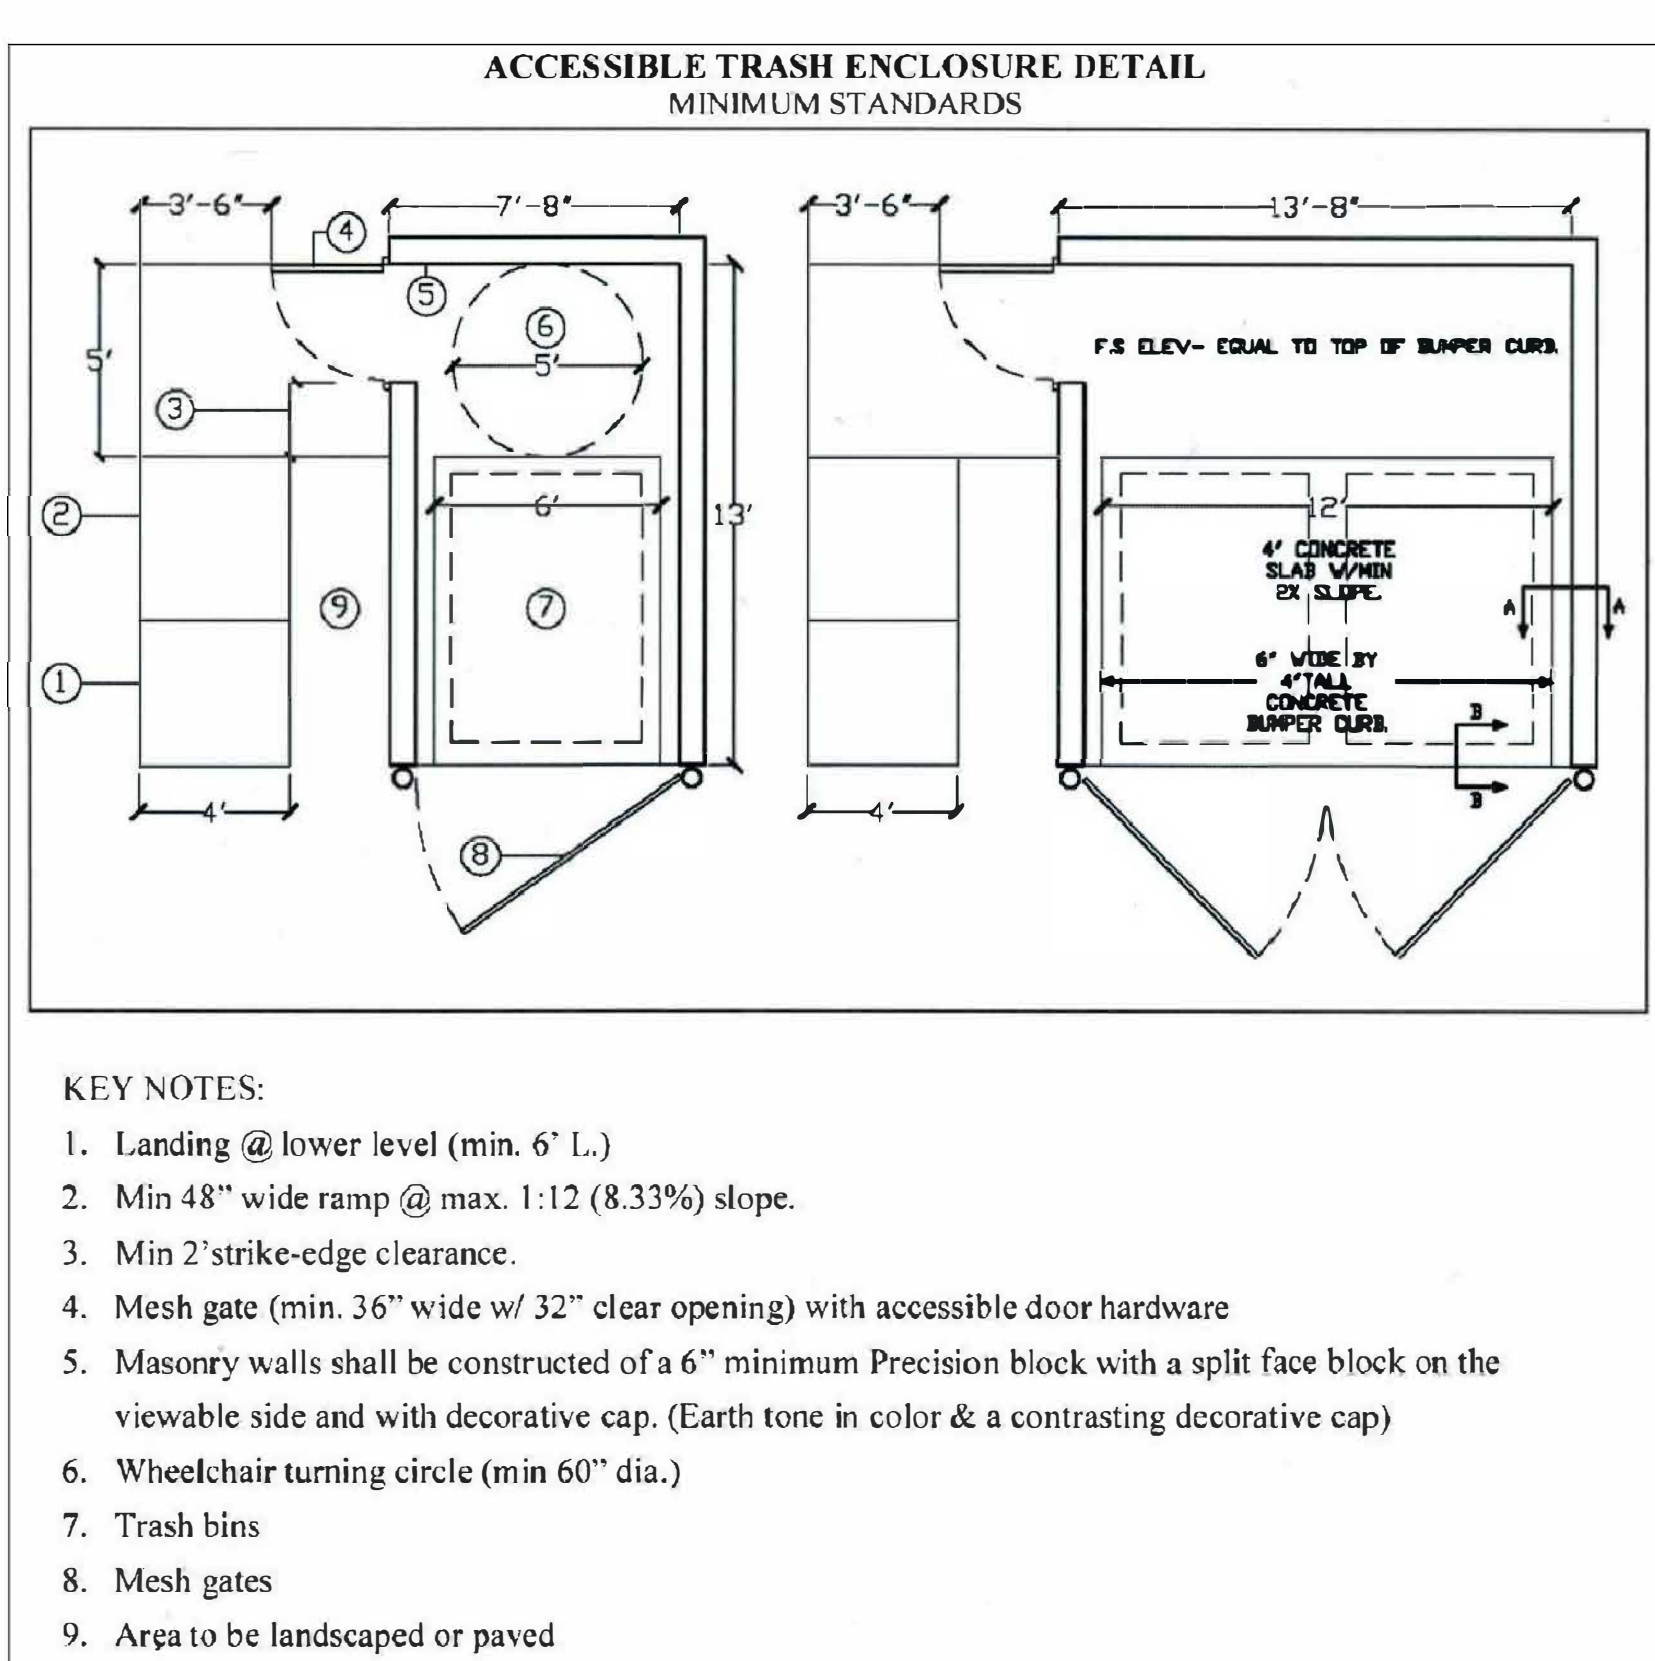 ACCESSIBLE TRASH ENCLOSURE DETAIL
MINIMUM STANDARDS
3'-6"
7'-8"
3'-6"
13'-8"
4
5
6
5'
5'
F.S ELEV- EQUAL TO TOP OF BUMPER CURB.
3
2
6'
13'
12'
4" CONCRETE
SLAB W/MIN
2% SLOPE.
9
7
A
A
6" WIDE BY
4" TALL
CONCRETE
BUMPER CURB.
1
B
B
4'
4'
8
KEY NOTES:
1. Landing @ lower level (min. 6' L.)
2. Min 48" wide ramp @ max. 1:12 (8.33%) slope.
3. Min 2'strike-edge clearance.
4. Mesh gate (min. 36" wide w/ 32" clear opening) with accessible door hardware
5. Masonry walls shall be constructed of a 6" minimum Precision block with a split face block on the
viewable side and with decorative cap. (Earth tone in color & a contrasting decorative cap)
6. Wheelchair turning circle (min 60" dia.)
7. Trash bins
8. Mesh gates
9. Area to be landscaped or paved